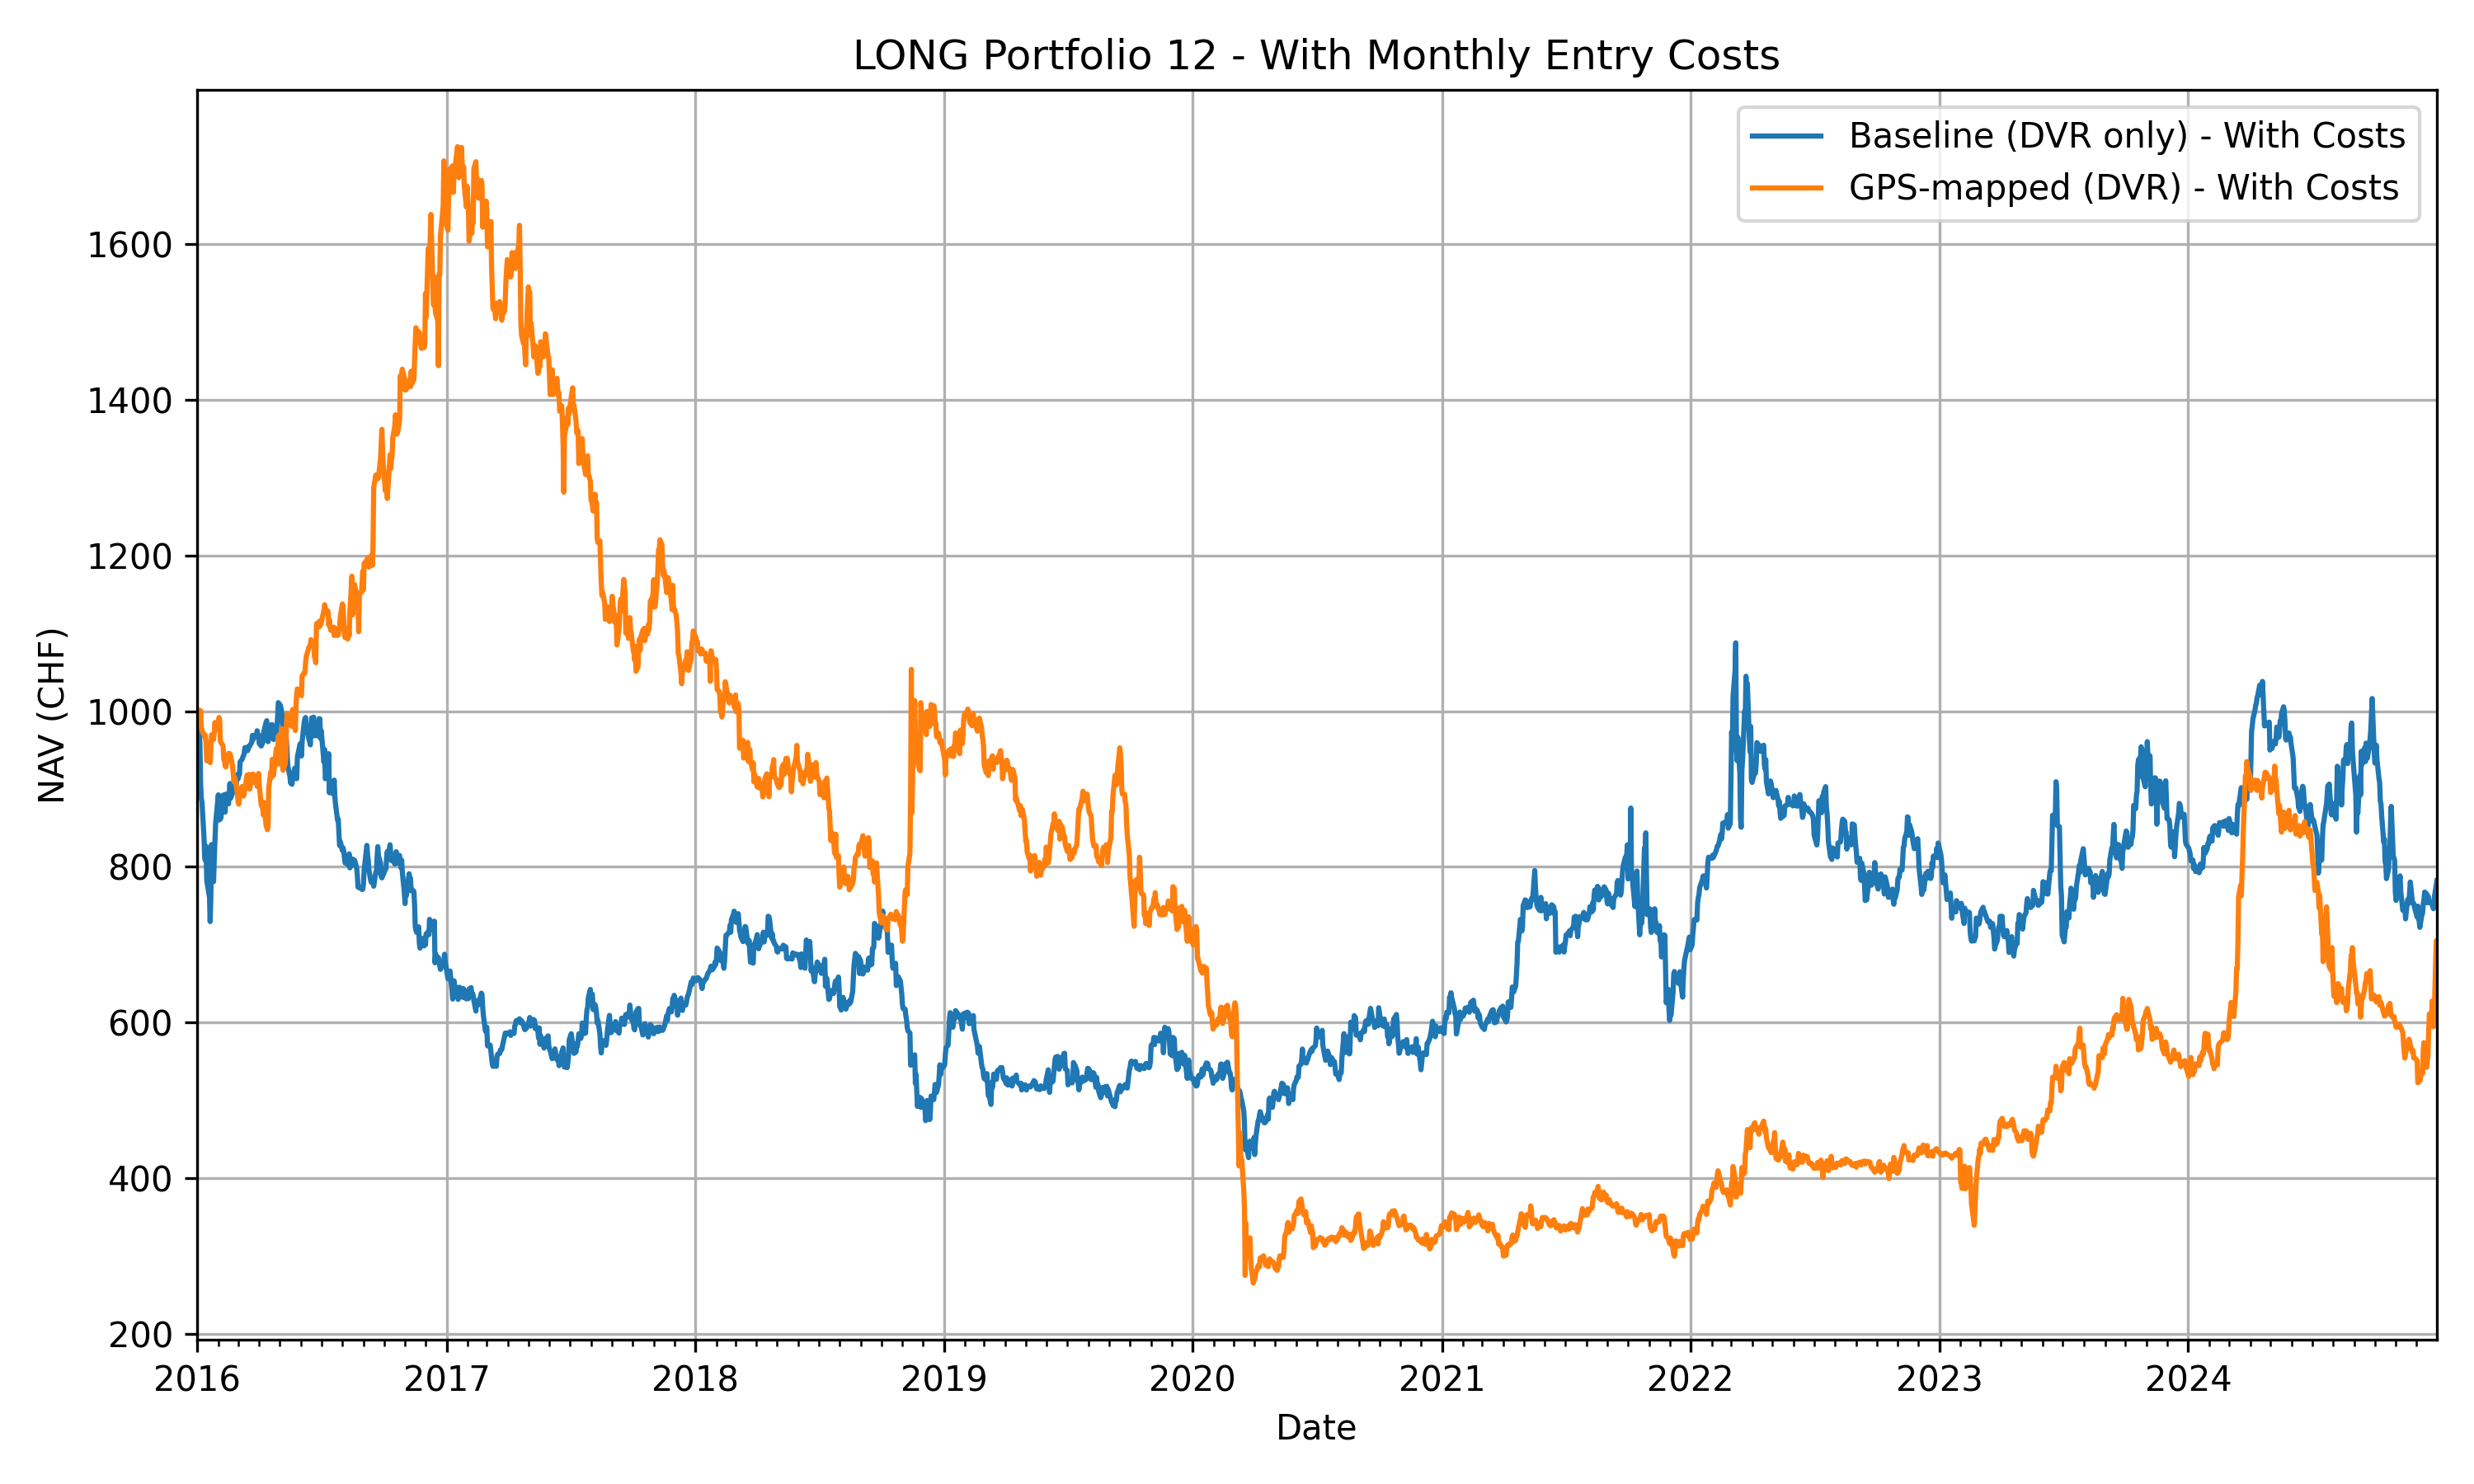 LONG Portfolio 12 - With Monthly Entry Costs
Baseline (DVR only) - With Costs
GPS-mapped (DVR) - With Costs
NAV (CHF)
1600
1400
1200
1000
800
600
400
200
2016 2017 2018 2019 2020 2021 2022 2023 2024
Date